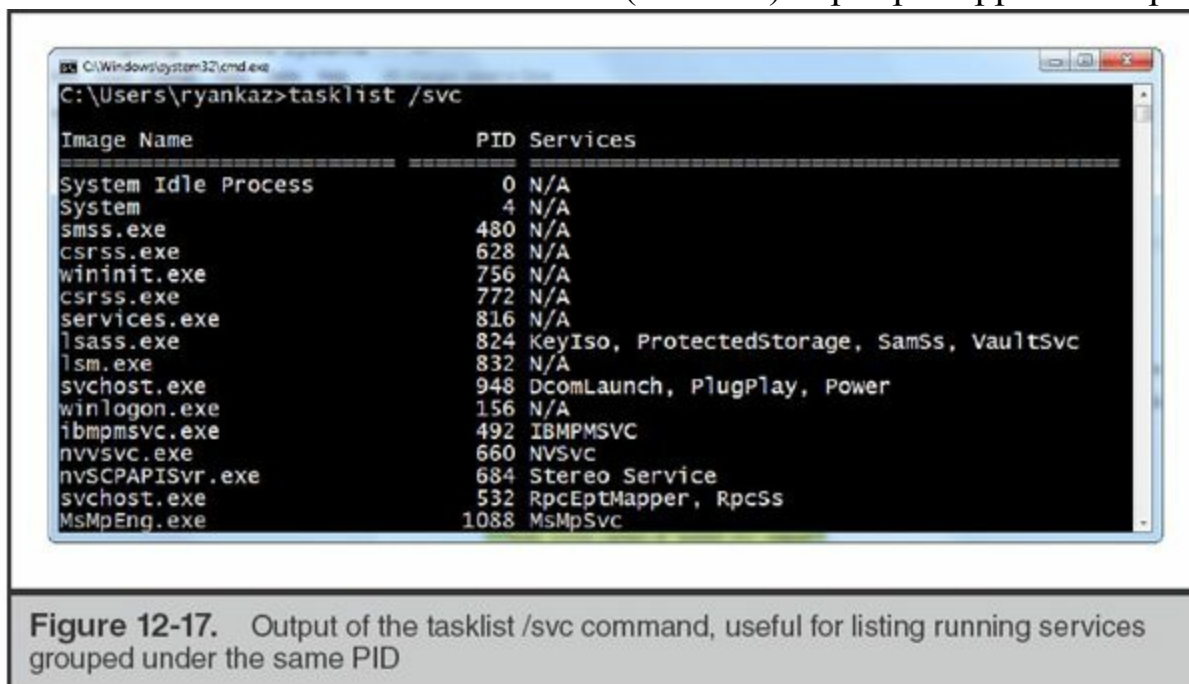 C:\Windows\system32\cmd.exe
C:\Users\ryankaz>tasklist /svc
Image Name PID Services
========================= ======== ============================================
System Idle Process 0 N/A
System 4 N/A
smss.exe 480 N/A
csrss.exe 628 N/A
wininit.exe 756 N/A
csrss.exe 772 N/A
services.exe 816 N/A
lsass.exe 824 KeyIso, ProtectedStorage, SamSs, VaultSvc
lsm.exe 832 N/A
svchost.exe 948 DcomLaunch, PlugPlay, Power
winlogon.exe 156 N/A
ibmpmsvc.exe 492 IBMPMSVC
nvvsvc.exe 660 NVSvc
nvSCPAPISvr.exe 684 Stereo Service
svchost.exe 532 RpcEptMapper, RpcSs
MsMpEng.exe 1088 MsMpSvc
Figure 12-17. Output of the tasklist /svc command, useful for listing running services
grouped under the same PID